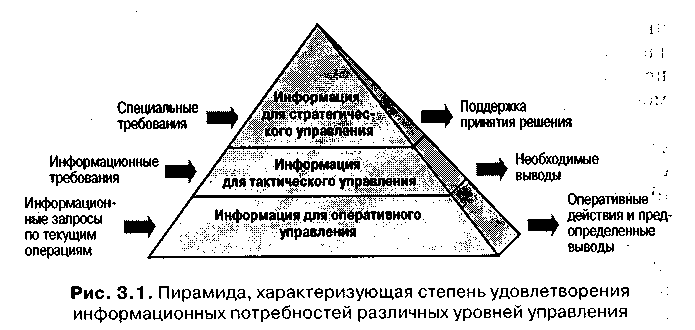 Информация
для стратегичес-
кого управления
Специальные
требования
Поддержка
принятия решения
Информационные
требования
Информация
для тактического управления
Необходимые
выводы
Информацион-
ные запросы
по текущим
операциям
Информация для оперативного
управления
Оперативные
действия и пред-
определенные
выводы
Рис. 3.1. Пирамида, характеризующая степень удовлетворения
информационных потребностей различных уровней управления